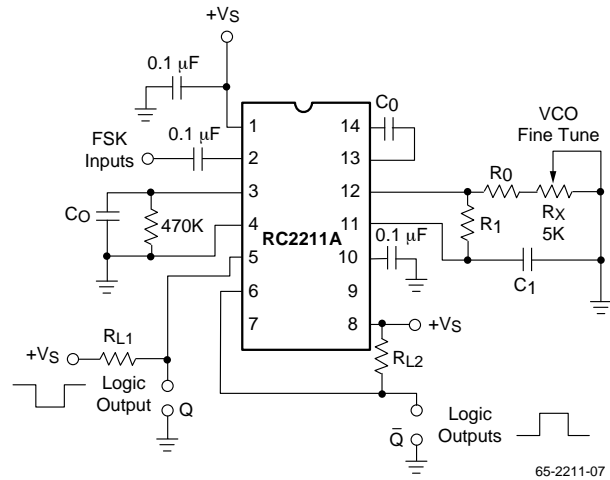 +VS
0.1 μF
FSK
Inputs
0.1 μF
CO
470K
1
2
3
4
5
6
7
RC2211A
14
13
12
11
10
9
8
C0
0.1 μF
R0
R1
VCO
Fine Tune
RX
5K
C1
+VS
RL2
+VS
RL1
Logic
Output
Q
Q̄
Logic
Outputs
65-2211-07